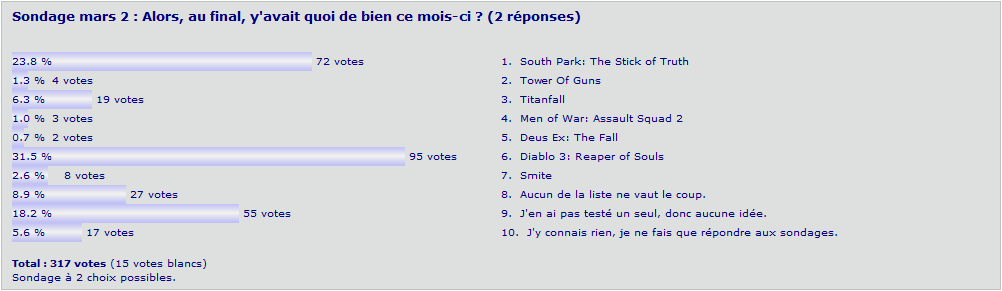 Sondage mars 2 : Alors, au final, y'avait quoi de bien ce mois-ci ? (2 réponses)
23.8 % 72 votes 1. South Park: The Stick of Truth
1.3 % 4 votes 2. Tower Of Guns
6.3 % 19 votes 3. Titanfall
1.0 % 3 votes 4. Men of War: Assault Squad 2
0.7 % 2 votes 5. Deus Ex: The Fall
31.5 % 95 votes 6. Diablo 3: Reaper of Souls
2.6 % 8 votes 7. Smite
8.9 % 27 votes 8. Aucun de la liste ne vaut le coup.
18.2 % 55 votes 9. J'en ai pas testé un seul, donc aucune idée.
5.6 % 17 votes 10. J'y connais rien, je ne fais que répondre aux sondages.
Total : 317 votes (15 votes blancs)
Sondage à 2 choix possibles.